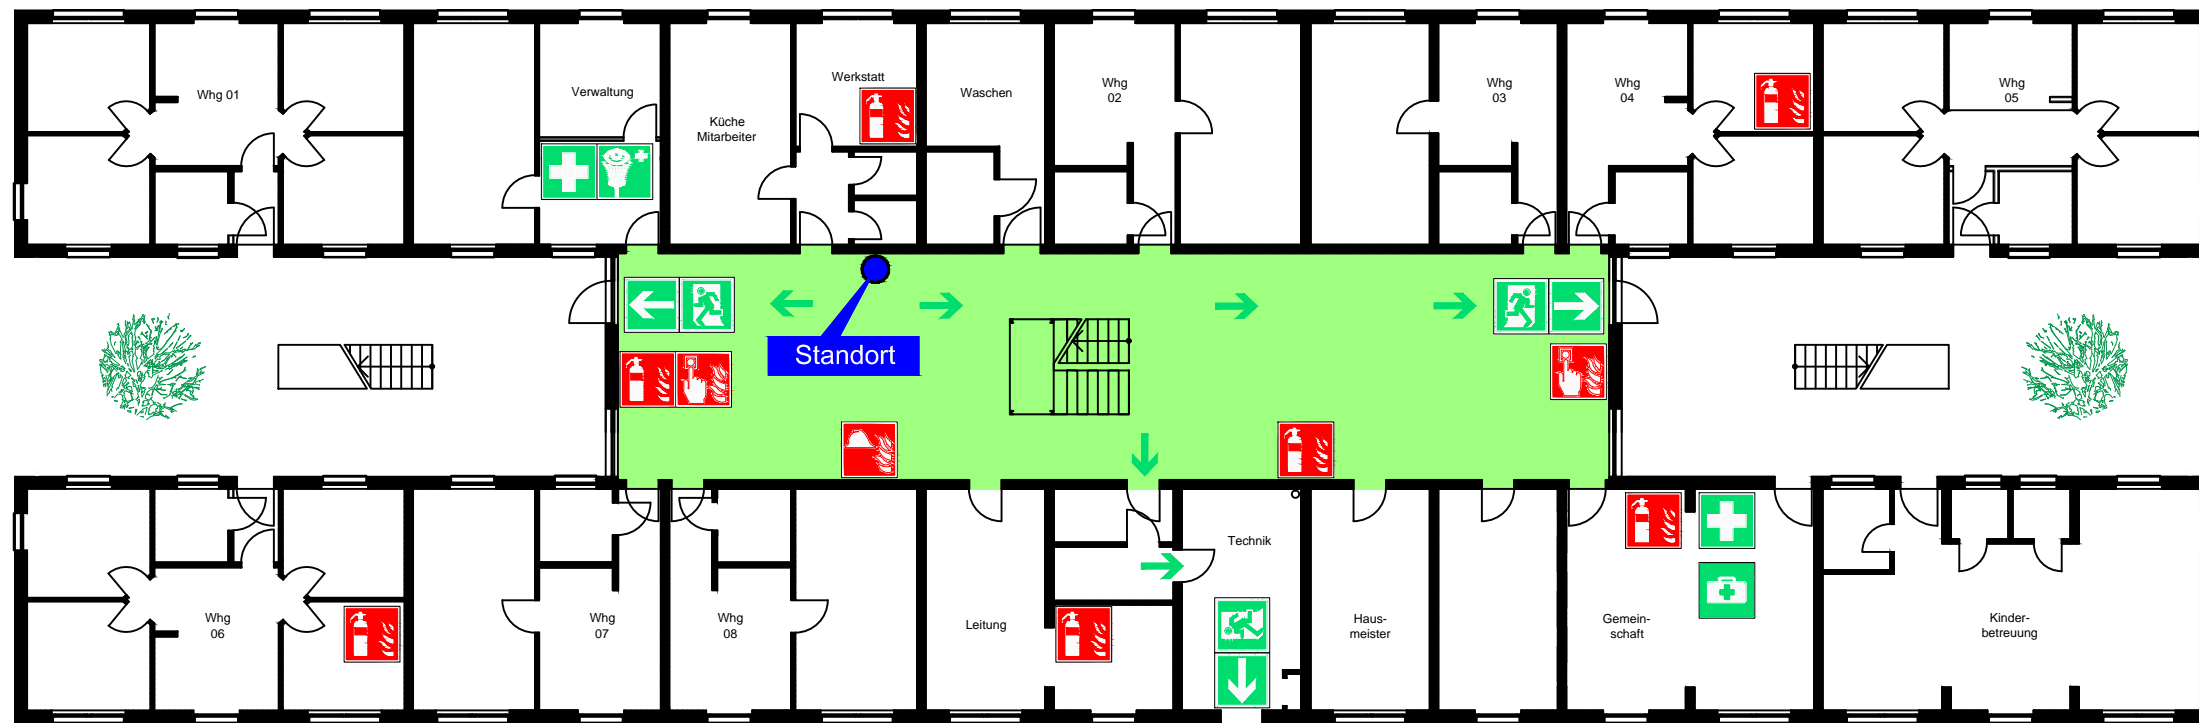 Whg 01
Verwaltung
Küche
Mitarbeiter
Werkstatt
Waschen
Whg
02
Whg
03
Whg
04
Whg
05
Standort
Whg
06
Whg
07
Whg
08
Leitung
Technik
Haus-
meister
Gemein-
schaft
Kinder-
betreuung